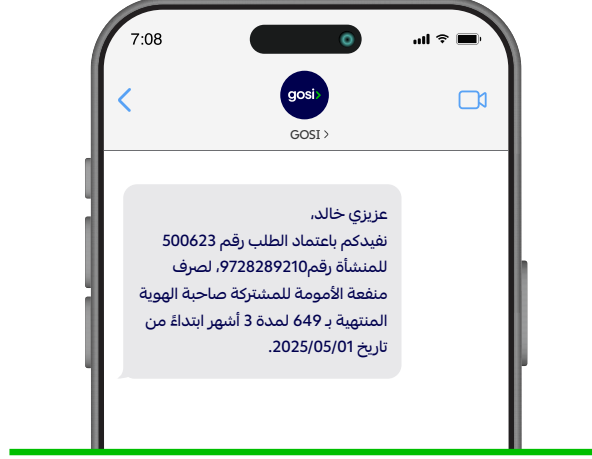 7:08
gosi›
GOSI ›
عزيزي خالد،
نفيدكم باعتماد الطلب رقم 500623
للمنشأة رقم9728289210، لصرف
منفعة الأمومة للمشتركة صاحبة الهوية
المنتهية بـ 649 لمدة 3 أشهر ابتداءً من
تاريخ 2025/05/01.